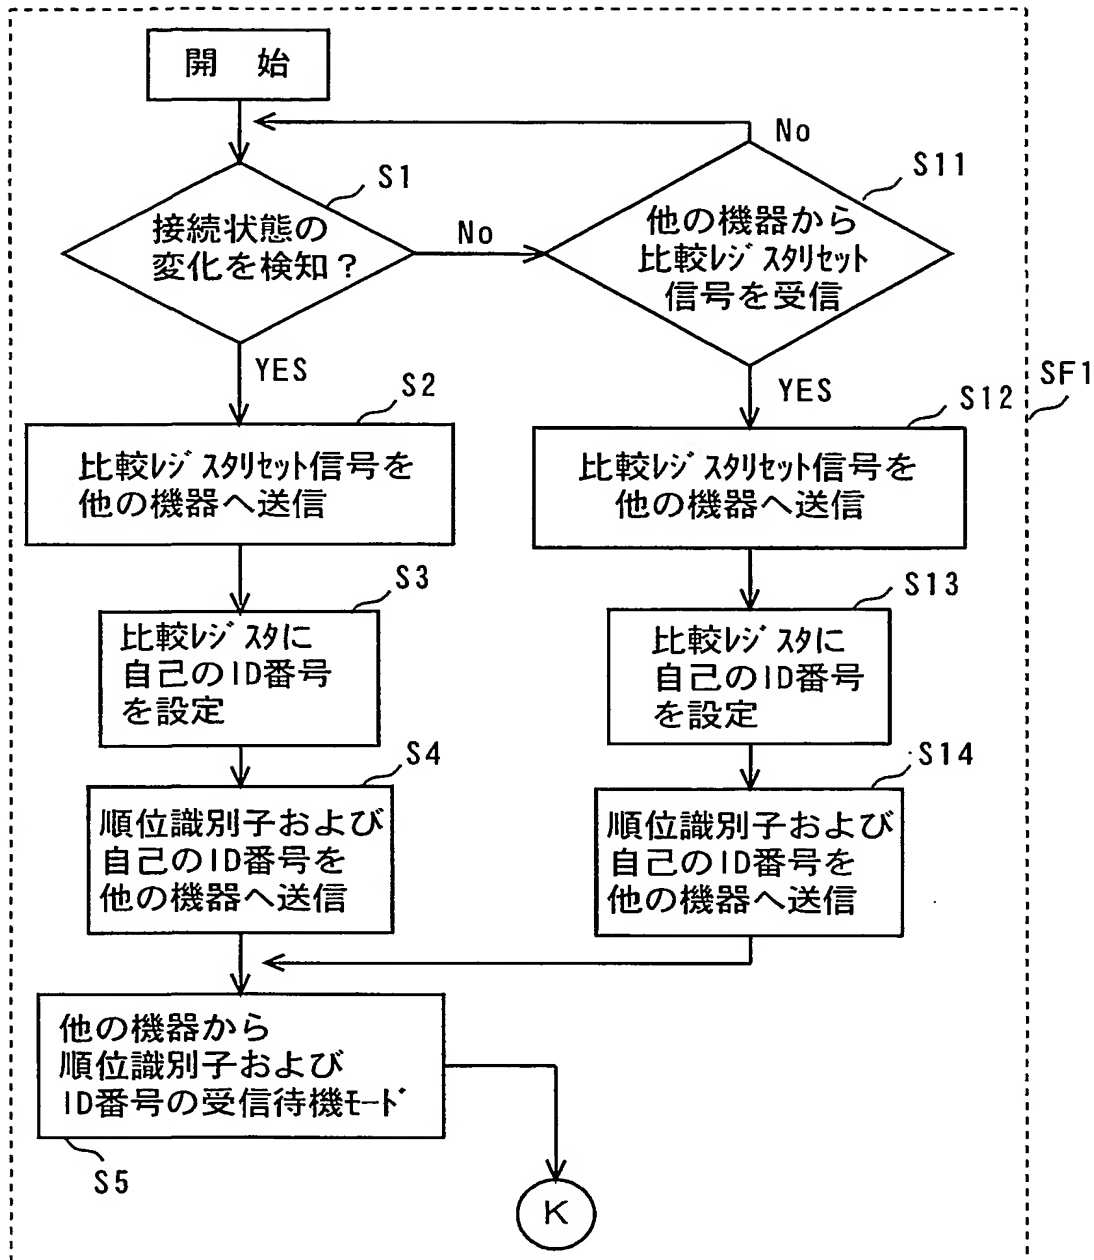 開　始
No
S1
S11
接続状態の
変化を検知？
No
他の機器から
比較ﾚｼﾞｽﾀﾘｾｯﾄ
信号を受信
YES
YES
SF1
S2
S12
比較ﾚｼﾞｽﾀﾘｾｯﾄ信号を
他の機器へ送信
比較ﾚｼﾞｽﾀﾘｾｯﾄ信号を
他の機器へ送信
S3
S13
比較ﾚｼﾞｽﾀに
自己のID番号
を設定
比較ﾚｼﾞｽﾀに
自己のID番号
を設定
S4
S14
順位識別子および
自己のID番号を
他の機器へ送信
順位識別子および
自己のID番号を
他の機器へ送信
他の機器から
順位識別子および
ID番号の受信待機ﾓｰﾄﾞ
S5
K